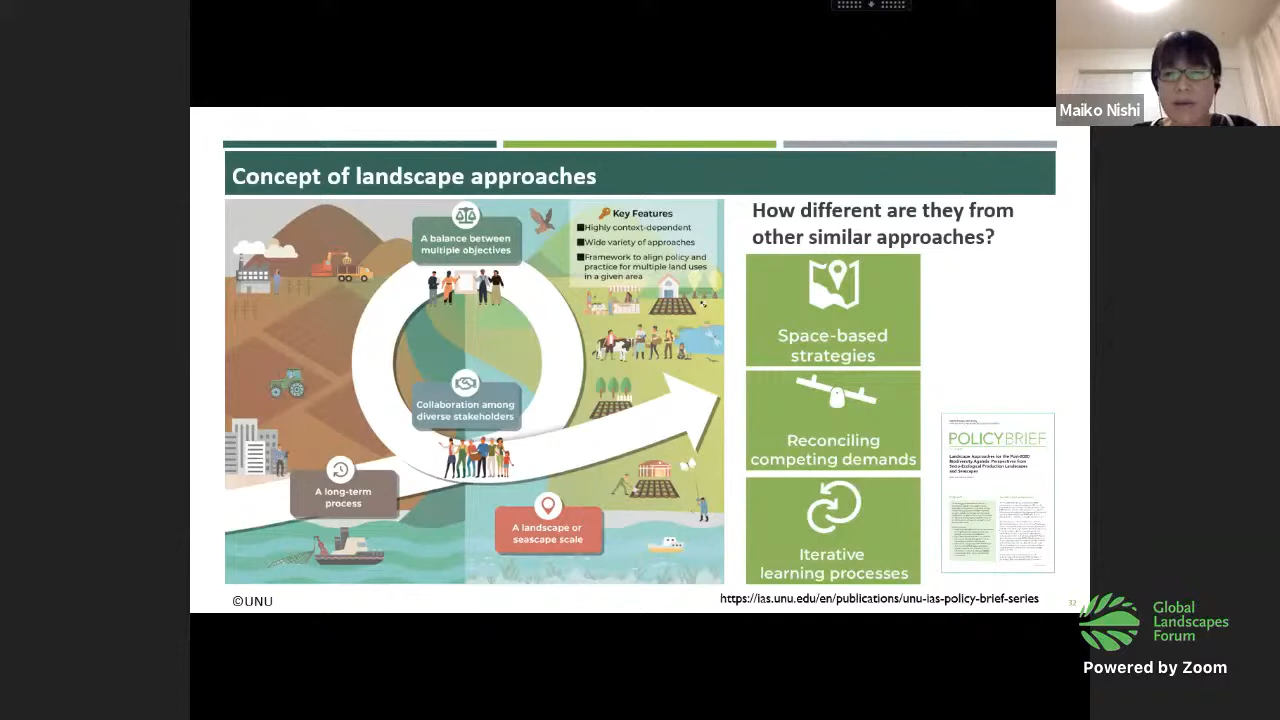 Maiko Nishi
Concept of landscape approaches
A balance between
multiple objectives
Key Features
Highly context-dependent
Wide variety of approaches
Framework to align policy and
practice for multiple land uses
in a given area
Collaboration among
diverse stakeholders
A long-term
process
A landscape or
seascape scale
How different are they from
other similar approaches?
Space-based
strategies
Reconciling
competing demands
Iterative
learning processes
POLICYBRIEF
Landscape Approaches for the Post-2020
Biodiversity Agenda: Perspectives from
Socio-Ecological Production Landscapes
and Seascapes
©UNU
https://ias.unu.edu/en/publications/unu-ias-policy-brief-series
32
Global
Landscapes
Forum
Powered by Zoom